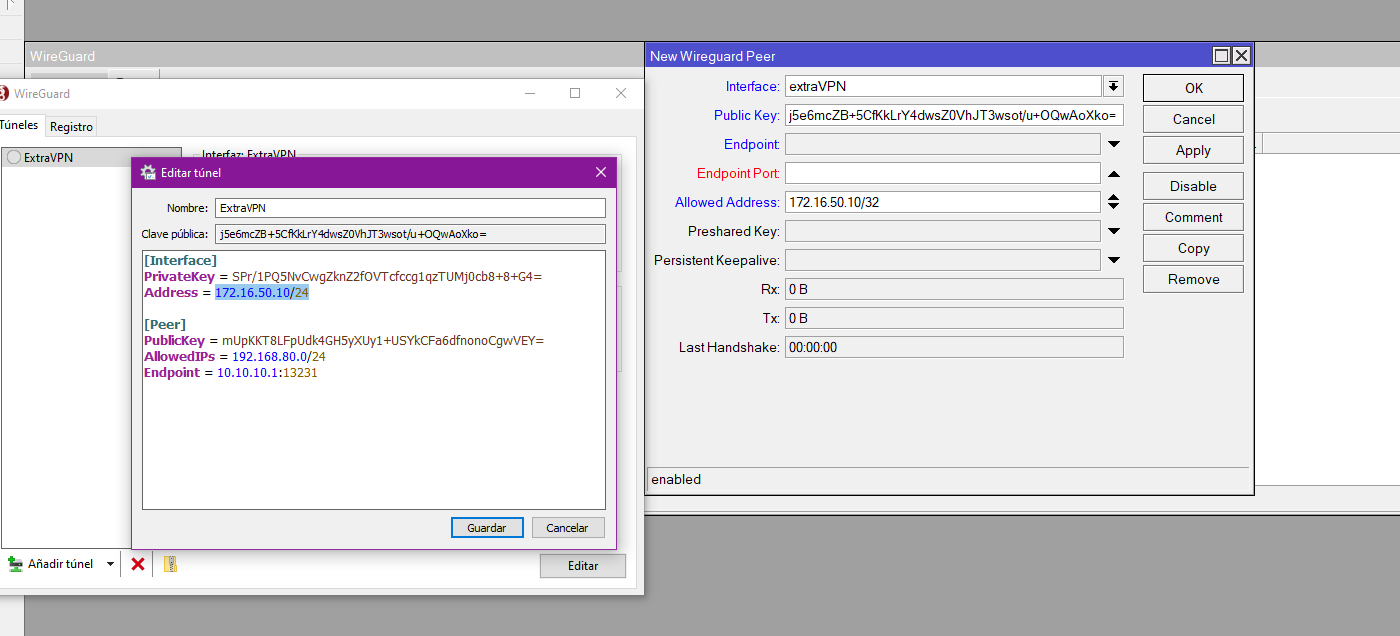 WireGuard
WireGuard
Túneles Registro
ExtraVPN
Interfaz: ExtraVPN
Editar túnel
Nombre: ExtraVPN
Clave pública: j5e6mcZB+5CfKkLrY4dwsZ0VhJT3wsot/u+OQwAoXko=
[Interface]
PrivateKey = SPr/1PQ5NvCwgZknZ2fOVTcfccg1qzTUMj0cb8+8+G4=
Address = 172.16.50.10/24
[Peer]
PublicKey = mUpKKT8LFpUdk4GH5yXUy1+USYkCFa6dfnonoCgwVEY=
AllowedIPs = 192.168.80.0/24
Endpoint = 10.10.10.1:13231
Guardar Cancelar
Añadir túnel
Editar
New Wireguard Peer
Interface: extraVPN
Public Key: j5e6mcZB+5CfKkLrY4dwsZ0VhJT3wsot/u+OQwAoXko=
Endpoint:
Endpoint Port:
Allowed Address: 172.16.50.10/32
Preshared Key:
Persistent Keepalive:
Rx: 0 B
Tx: 0 B
Last Handshake: 00:00:00
enabled
OK
Cancel
Apply
Disable
Comment
Copy
Remove